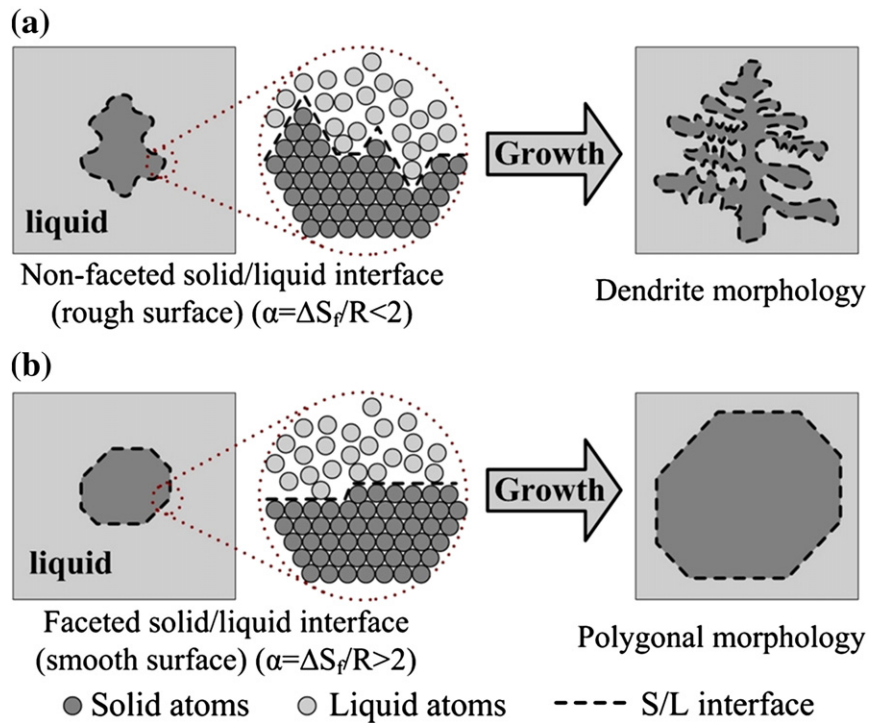 (a)
liquid
Growth
Non-faceted solid/liquid interface
(rough surface) (α=ΔSf/R<2)
Dendrite morphology
(b)
liquid
Growth
Faceted solid/liquid interface
(smooth surface) (α=ΔSf/R>2)
Polygonal morphology
Solid atoms
Liquid atoms
S/L interface